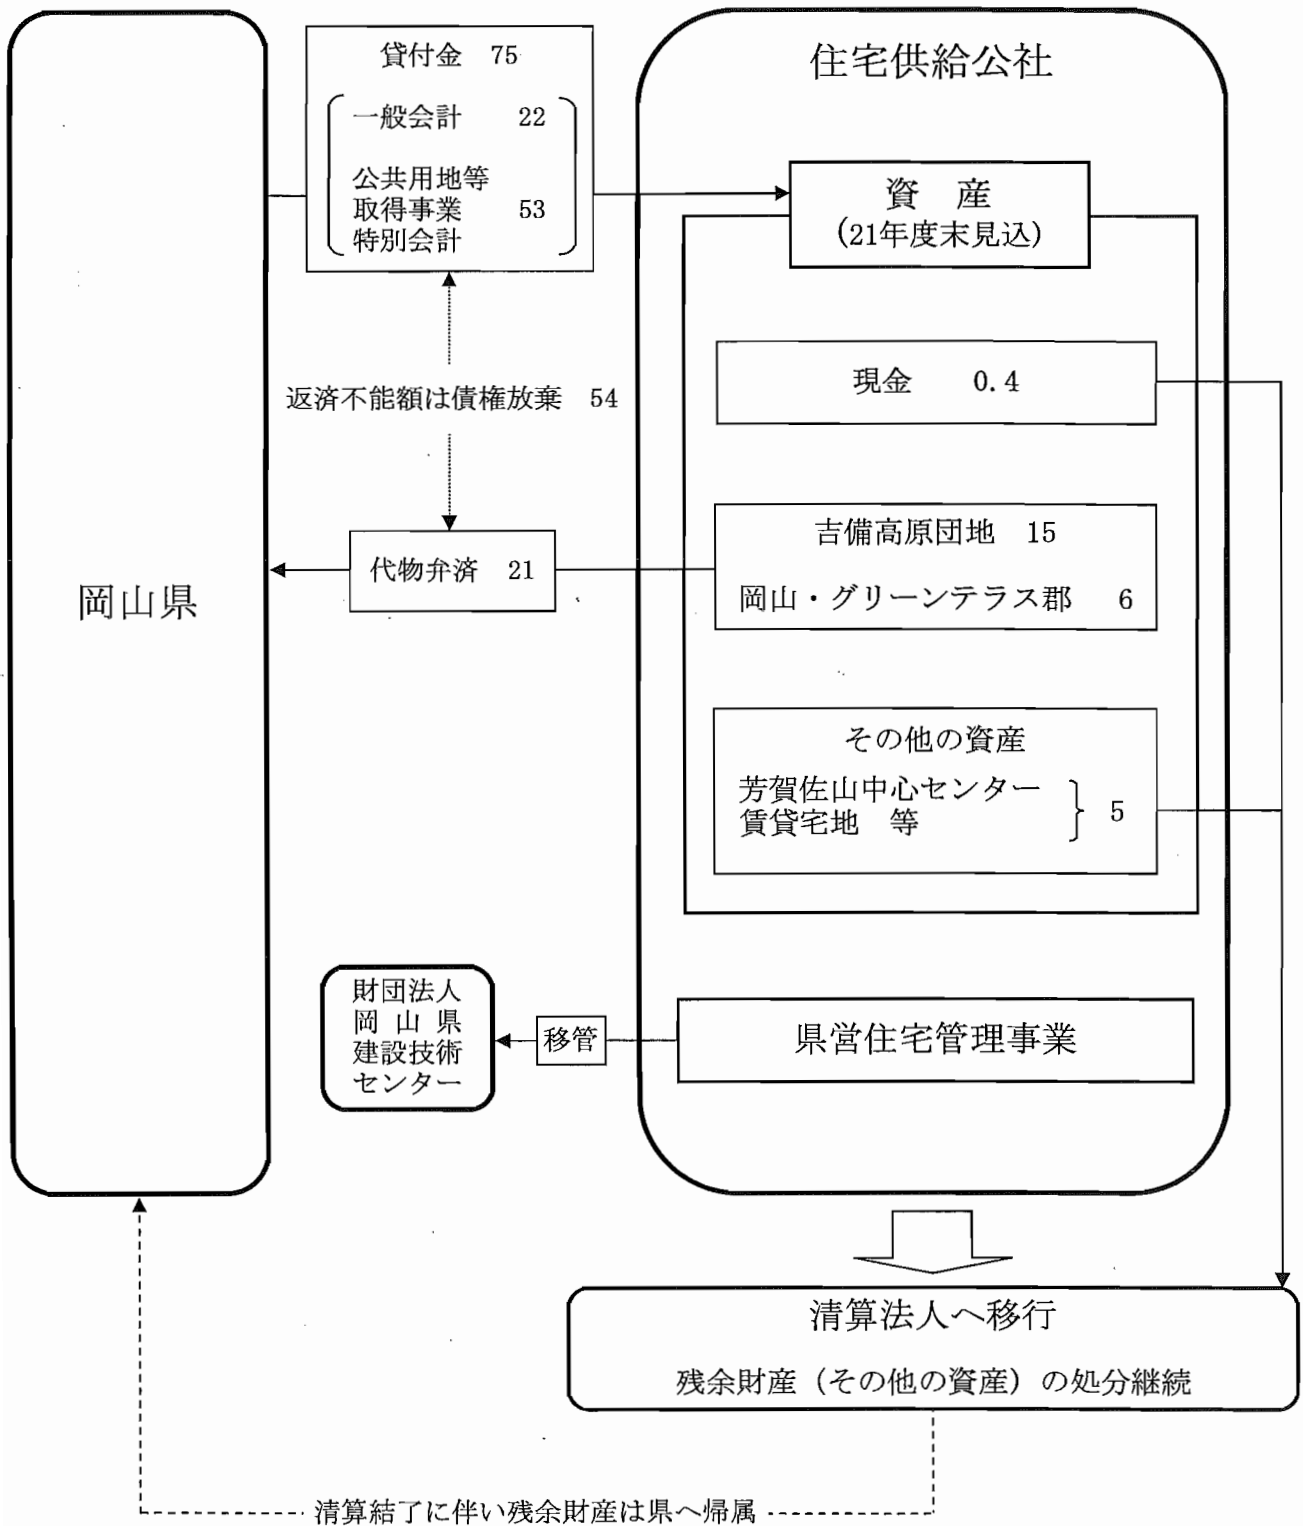 貸付金 75
一般会計 22
公共用地等
取得事業 53
特別会計
住宅供給公社
資 産
(21年度末見込)
現金 0.4
返済不能額は債権放棄 54
吉備高原団地 15
岡山・グリーンテラス郡 6
代物弁済 21
岡山県
その他の資産
芳賀佐山中心センター
賃貸宅地 等
5
財団法人
岡山県
建設技術
センター
移管
県営住宅管理事業
清算法人へ移行
残余財産（その他の資産）の処分継続
清算結了に伴い残余財産は県へ帰属